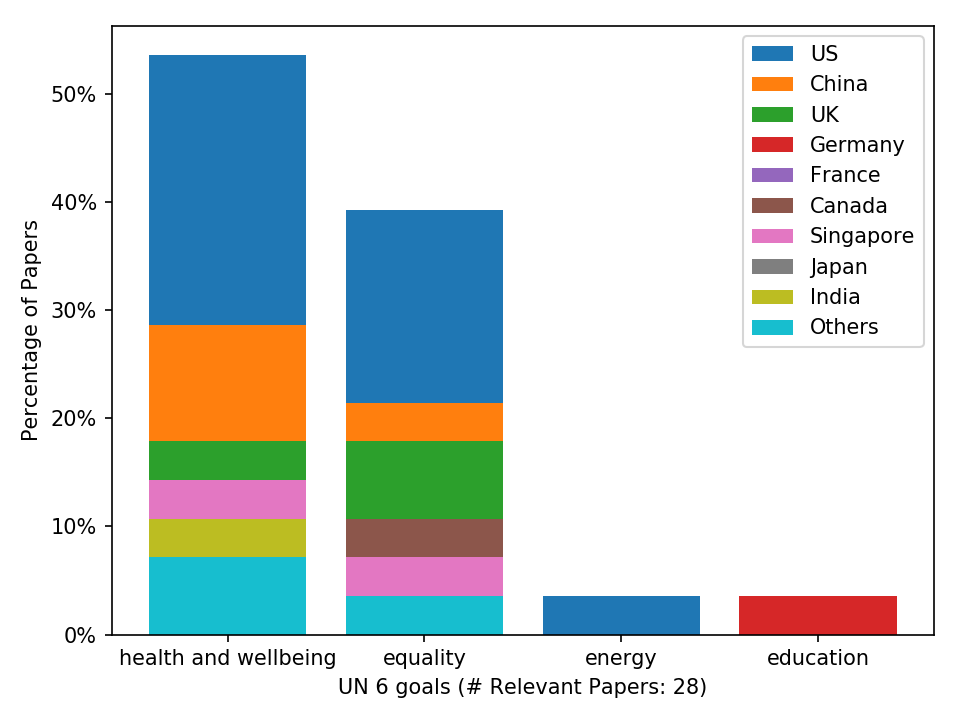 50%
40%
30%
20%
10%
0%
Percentage of Papers
health and wellbeing
equality
energy
education
UN 6 goals (# Relevant Papers: 28)
US
China
UK
Germany
France
Canada
Singapore
Japan
India
Others